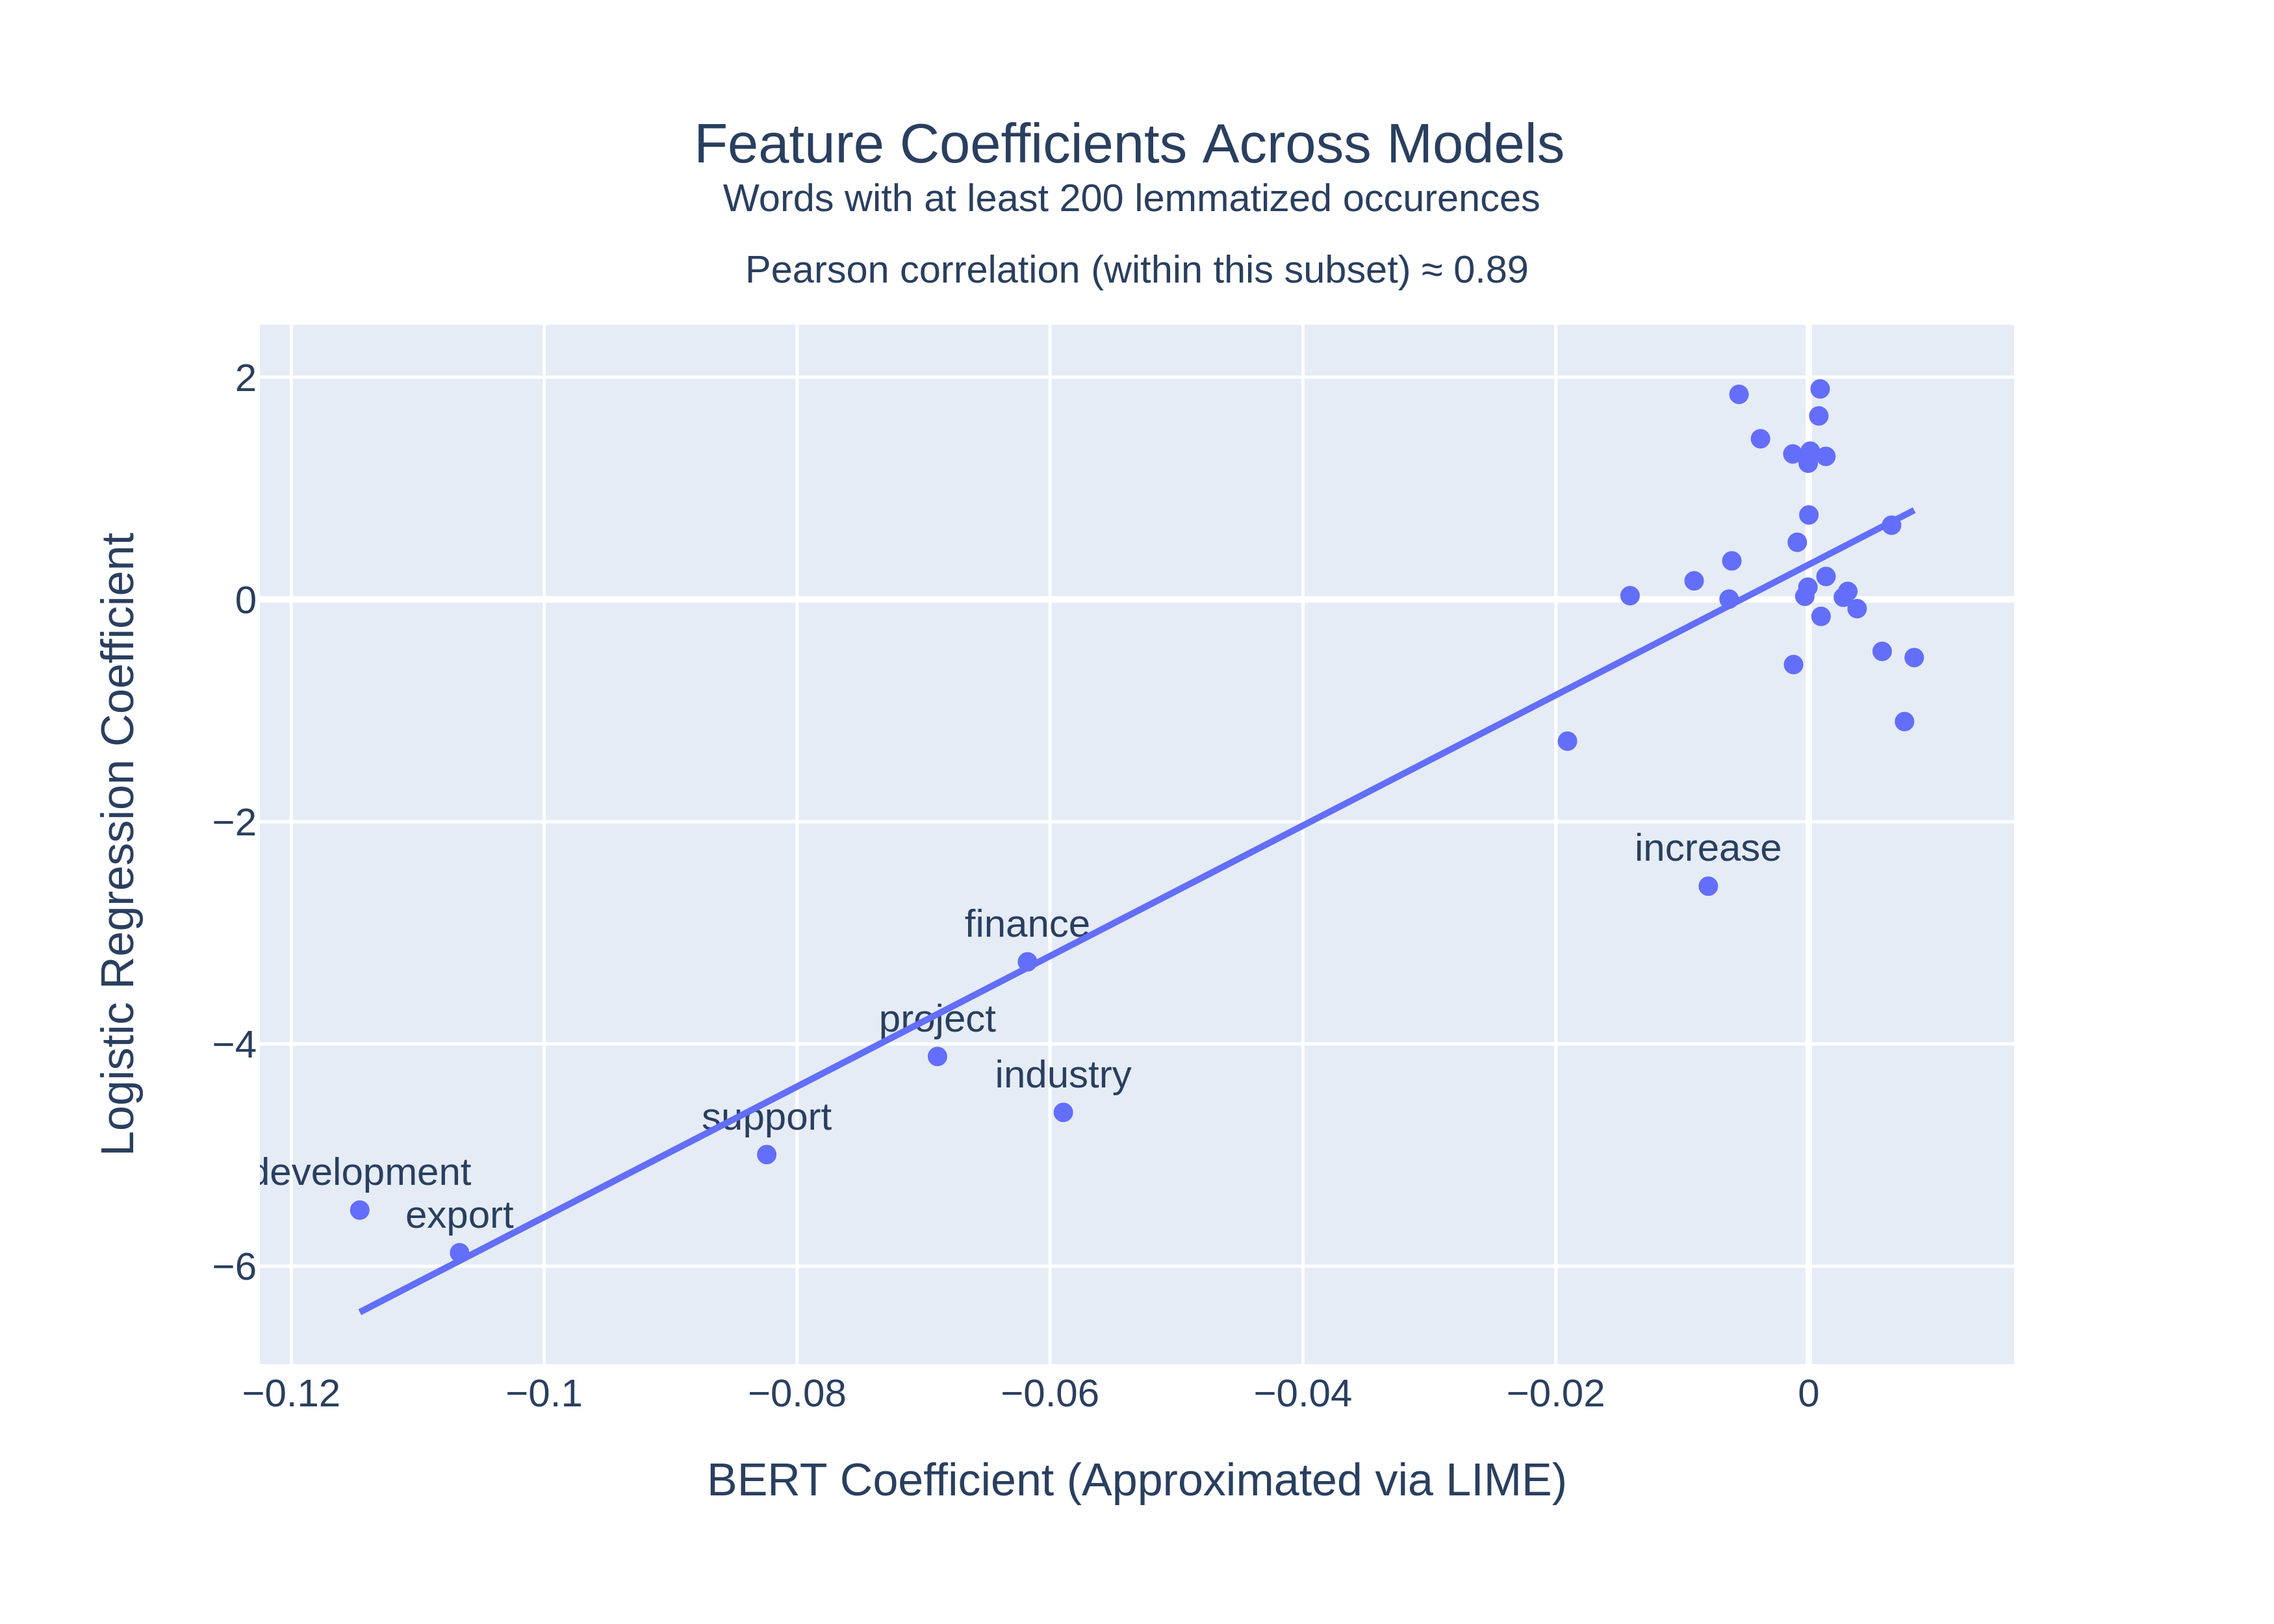 Feature Coefficients Across Models
Words with at least 200 lemmatized occurences
Pearson correlation (within this subset) ≈ 0.89
Logistic Regression Coefficient
2
0
−2
−4
−6
increase
finance
project
industry
support
development
export
−0.12 −0.1 −0.08 −0.06 −0.04 −0.02 0
BERT Coefficient (Approximated via LIME)